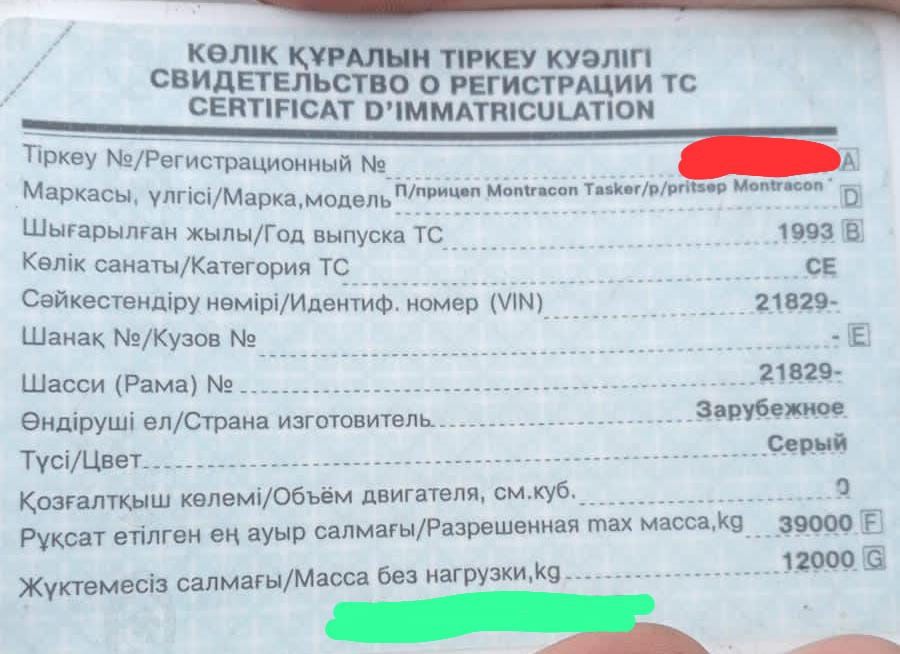 КӨЛІК ҚҰРАЛЫН ТІРКЕУ КУӘЛІГІ
СВИДЕТЕЛЬСТВО О РЕГИСТРАЦИИ ТС
CERTIFICAT D'IMMATRICULATION
Тіркеу №/Регистрационный № A
Маркасы, үлгісі/Марка,модель П/прицеп Montracon Tasker/p/pritsep Montracon D
Шығарылған жылы/Год выпуска ТС 1993 B
Көлік санаты/Категория ТС CE
Сәйкестендіру нөмірі/Идентиф. номер (VIN) 21829-
Шанақ №/Кузов № - E
Шасси (Рама) № 21829-
Өндіруші ел/Страна изготовитель Зарубежное
Түсі/Цвет Серый
Қозғалтқыш көлемі/Объём двигателя, см.куб. 0
Рұқсат етілген ең ауыр салмағы/Разрешенная max масса,kg 39000 F
Жүктемесіз салмағы/Масса без нагрузки,kg 12000 G